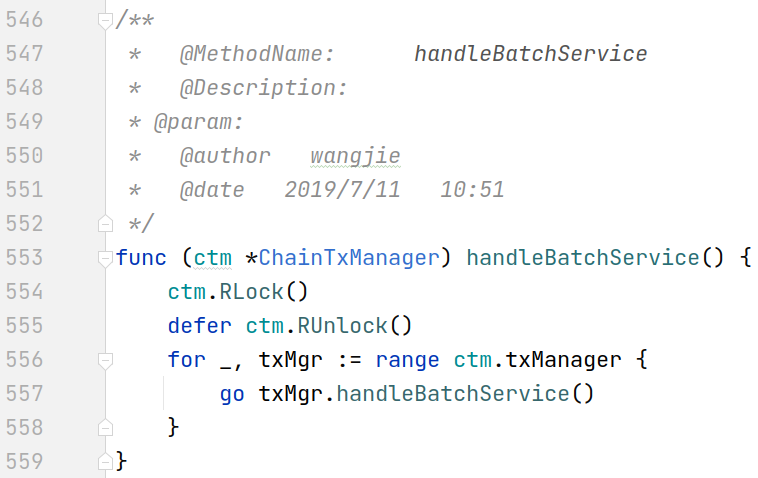 546 /**
547  *   @MethodName:      handleBatchService
548  *   @Description:
549  * @param:
550  *   @author   wangjie
551  *   @date   2019/7/11   10:51
552  */
553 func (ctm *ChainTxManager) handleBatchService() {
554     ctm.RLock()
555     defer ctm.RUnlock()
556     for _, txMgr := range ctm.txManager {
557         go txMgr.handleBatchService()
558     }
559 }